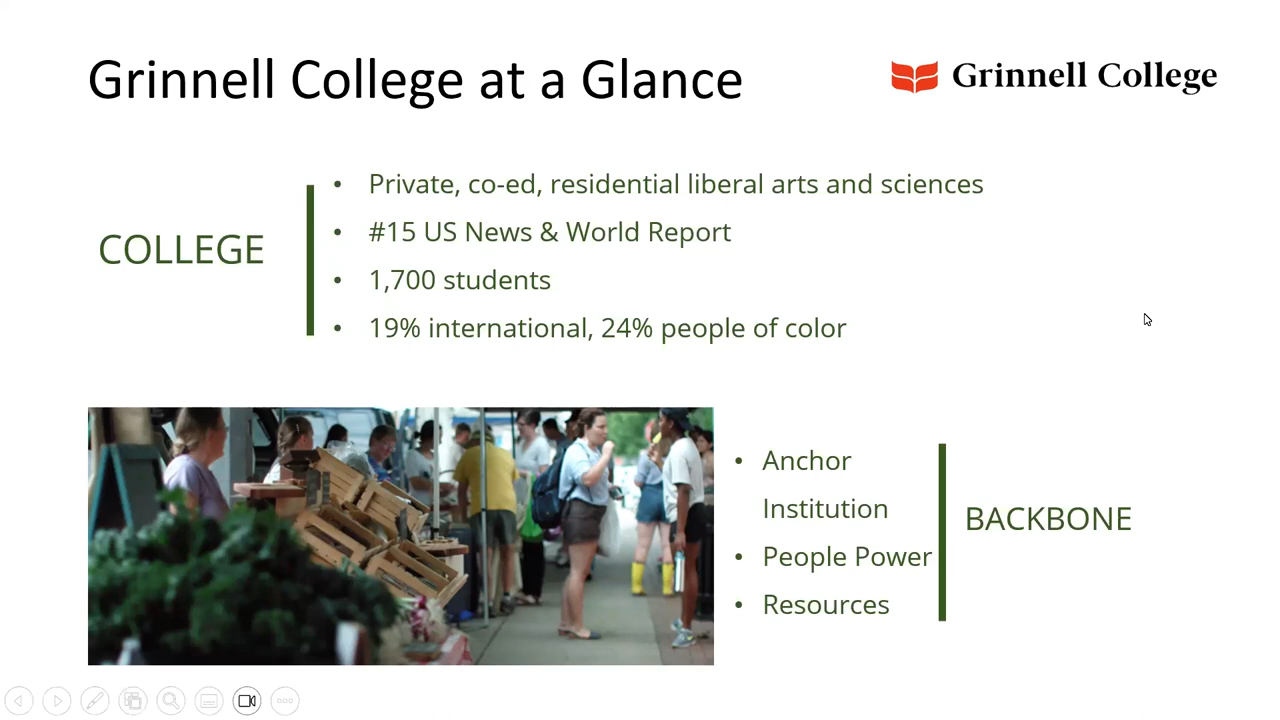 Grinnell College at a Glance
Grinnell College
COLLEGE
• Private, co-ed, residential liberal arts and sciences
• #15 US News & World Report
• 1,700 students
• 19% international, 24% people of color
• Anchor
Institution
• People Power
• Resources
BACKBONE